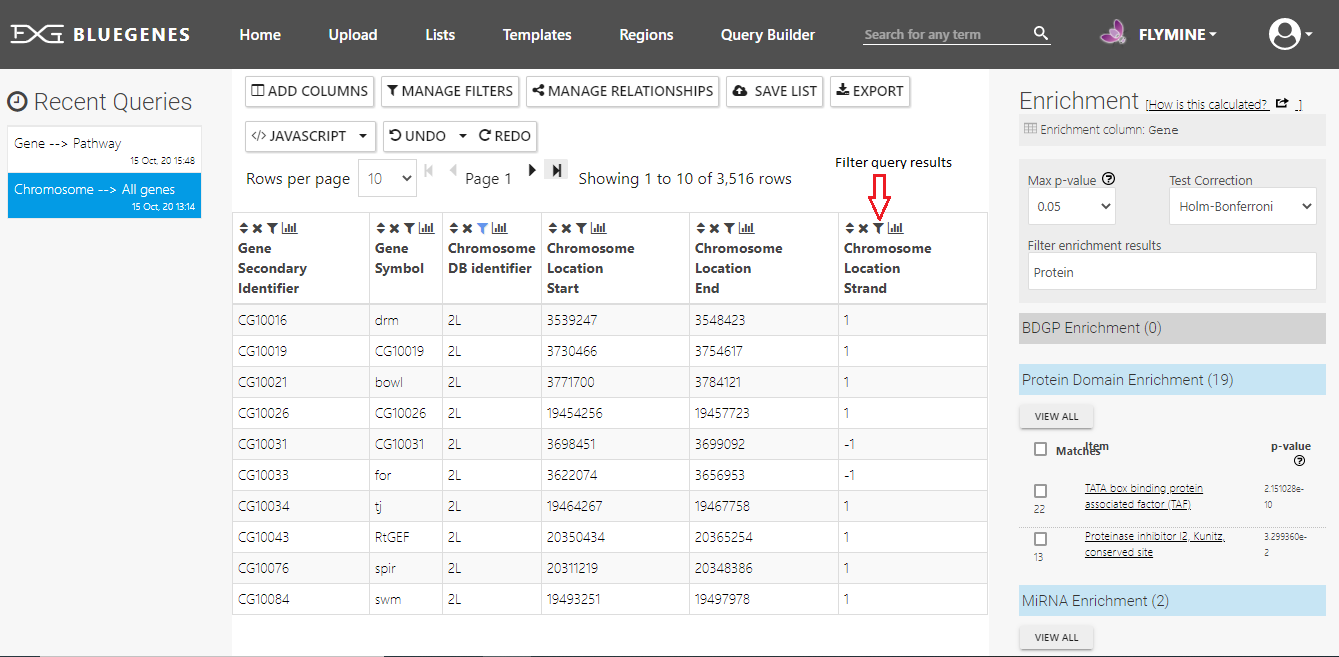 BLUEGENES
Home
Upload
Lists
Templates
Regions
Query Builder
Search for any term
FLYMINE
Recent Queries
Gene --> Pathway
15 Oct, 20 15:48
Chromosome --> All genes
15 Oct, 20 13:14
ADD COLUMNS
MANAGE FILTERS
MANAGE RELATIONSHIPS
SAVE LIST
EXPORT
</> JAVASCRIPT
UNDO
REDO
Rows per page
10
Page 1
Showing 1 to 10 of 3,516 rows
Filter query results
Gene
Secondary
Identifier
Gene
Symbol
Chromosome
DB identifier
Chromosome
Location
Start
Chromosome
Location
End
Chromosome
Location
Strand
CG10016 drm 2L 3539247 3548423 1
CG10019 CG10019 2L 3730466 3754617 1
CG10021 bowl 2L 3771700 3784121 1
CG10026 CG10026 2L 19454256 19457723 1
CG10031 CG10031 2L 3698451 3699092 -1
CG10033 for 2L 3622074 3656953 -1
CG10034 tj 2L 19464267 19467758 1
CG10043 RtGEF 2L 20350434 20365254 1
CG10076 spir 2L 20311219 20348386 1
CG10084 swm 2L 19493251 19497978 1
Enrichment [How is this calculated? ]
Enrichment column: Gene
Max p-value
Test Correction
0.05
Holm-Bonferroni
Filter enrichment results
Protein
BDGP Enrichment (0)
Protein Domain Enrichment (19)
VIEW ALL
Matches
Item
p-value
22
TATA box binding protein
associated factor (TAF)
2.151028e-
10
13
Proteinase inhibitor I2, Kunitz,
conserved site
3.299360e-
2
MiRNA Enrichment (2)
VIEW ALL